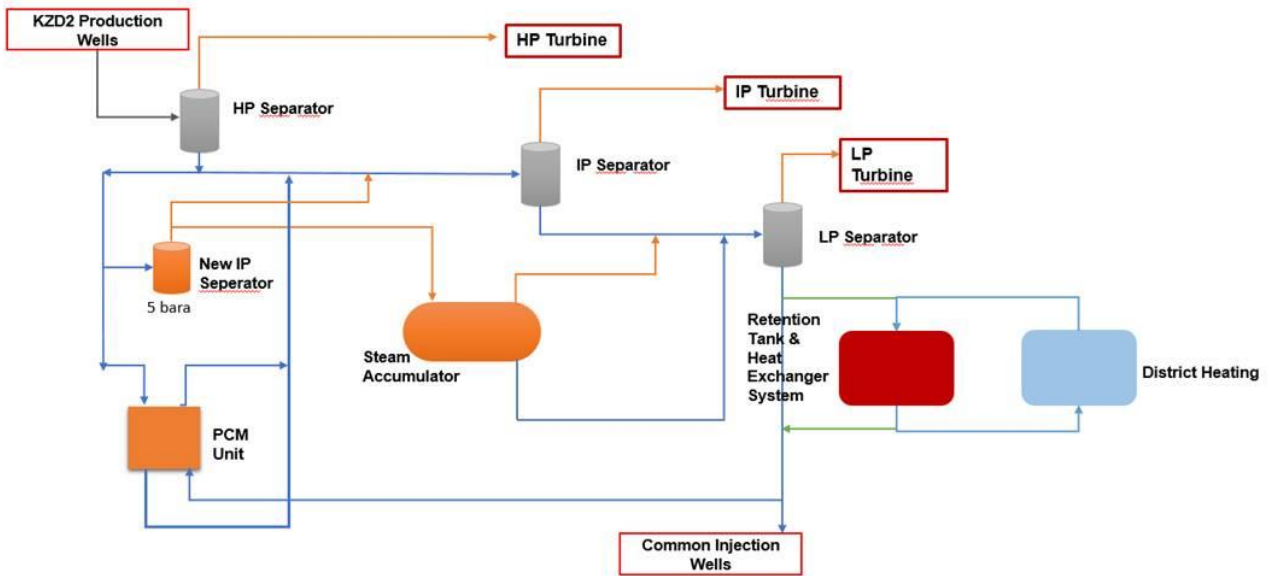 KZD2 Production
Wells
HP Turbine
HP Separator
IP Turbine
IP Separator
LP
Turbine
LP Separator
New IP
Seperator
5 bara
Steam
Accumulator
Retention
Tank &
Heat
Exchanger
System
District Heating
PCM
Unit
Common Injection
Wells